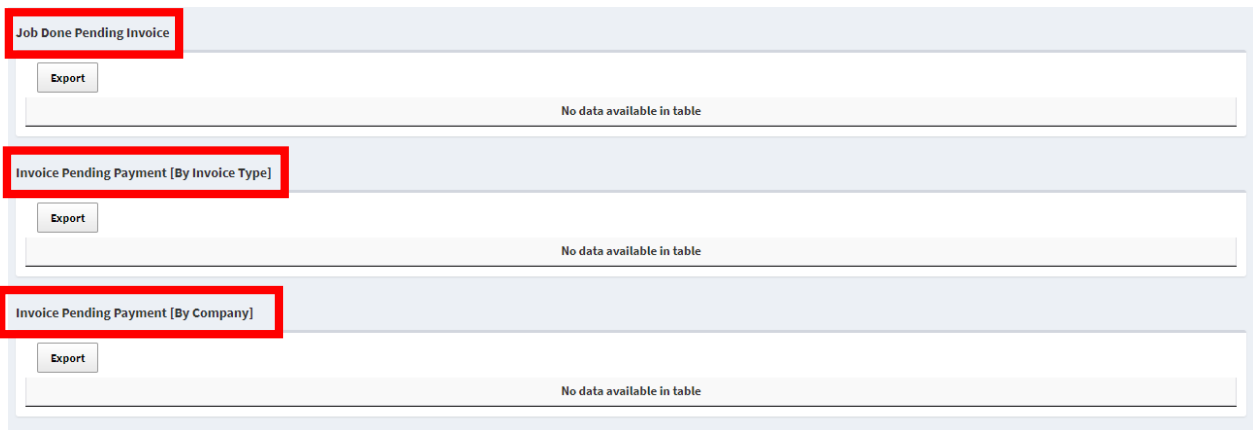 Job Done Pending Invoice
Export
No data available in table
Invoice Pending Payment [By Invoice Type]
Export
No data available in table
Invoice Pending Payment [By Company]
Export
No data available in table